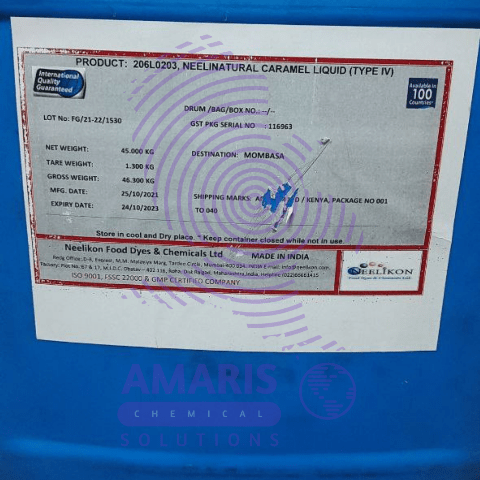 PRODUCT: 206L0203, NEELINATURAL CARAMEL LIQUID (TYPE IV)
International
Quality
Guaranteed
Available in
100
Countries
DRUM /BAG/BOX NO.: --/--
LOT No: FG/21-22/1530
GST PKG SERIAL NO : 116963
NET WEIGHT: 45.000 KG
TARE WEIGHT: 1.300 KG
DESTINATION: MOMBASA
GROSS WEIGHT: 46.300 KG
MFG. DATE: 25/10/2021
SHIPPING MARKS: / KENYA, PACKAGE NO 001
EXPIRY DATE: 24/10/2023
TO 040
Store in cool and Dry place. * Keep container closed while not in use.
Neelikon Food Dyes & Chemicals Ltd MADE IN INDIA
ISO 9001, FSSC 22000 & GMP CERTIFIED COMPANY
NEELIKON
Food Dyes & Chemicals Ltd.
AMARIS
CHEMICAL
SOLUTIONS